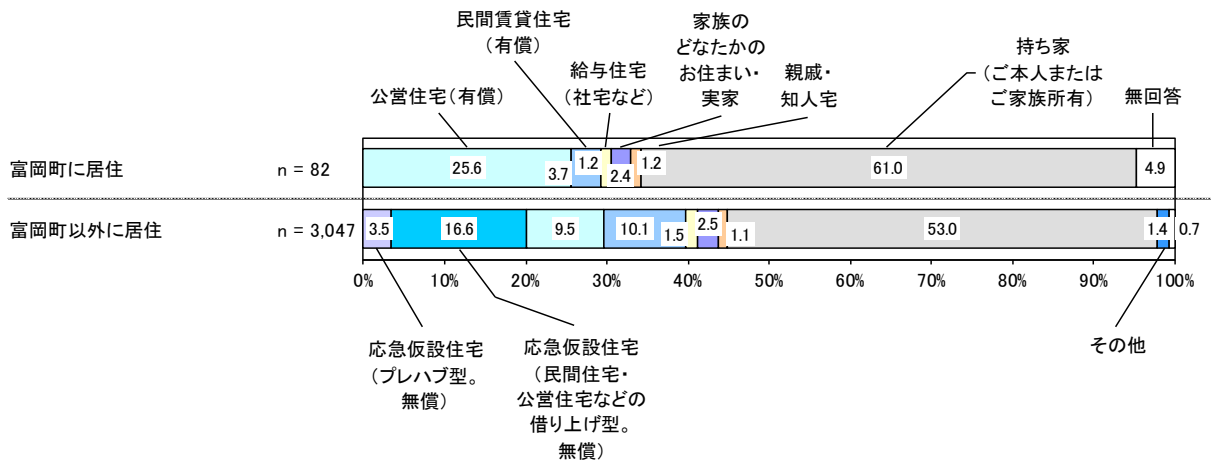 民間賃貸住宅
（有償）
家族の
どなたかの
お住まい・
実家
持ち家
（ご本人または
ご家族所有）
給与住宅
（社宅など）
親戚・
知人宅
公営住宅（有償）
無回答
富岡町に居住 n = 82
25.6
3.7
1.2
2.4
1.2
61.0
4.9
富岡町以外に居住 n = 3,047
3.5
16.6
9.5
10.1
1.5
2.5
1.1
53.0
1.4
0.7
0% 10% 20% 30% 40% 50% 60% 70% 80% 90% 100%
応急仮設住宅
（プレハブ型。
無償）
応急仮設住宅
（民間住宅・
公営住宅などの
借り上げ型。
無償）
その他